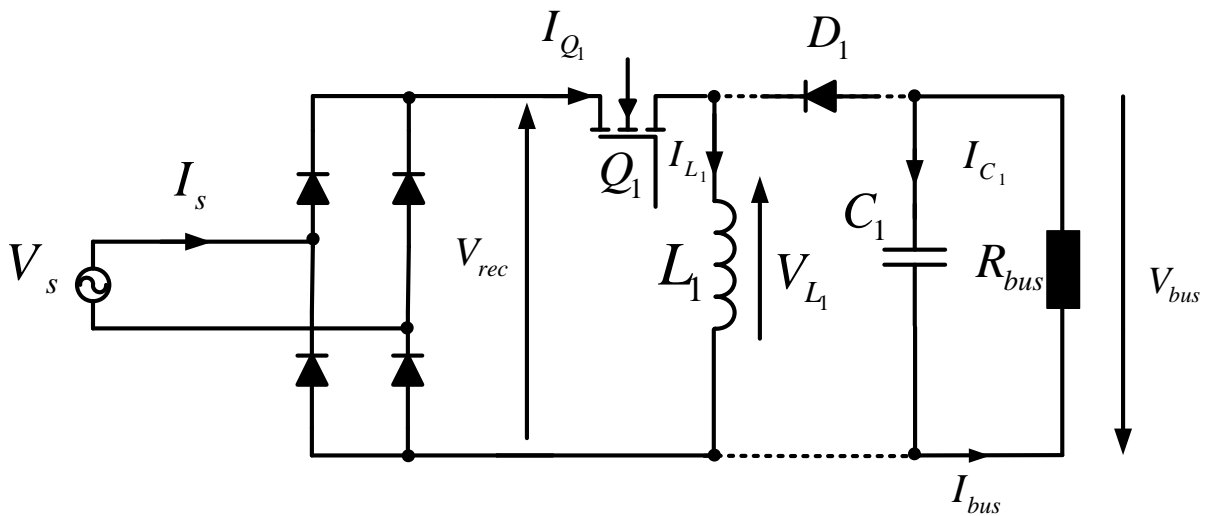 I_{Q_1}
D_1
I_s
Q_1
I_{L_1}
I_{C_1}
V_s
V_{rec}
L_1
V_{L_1}
C_1
R_{bus}
V_{bus}
I_{bus}